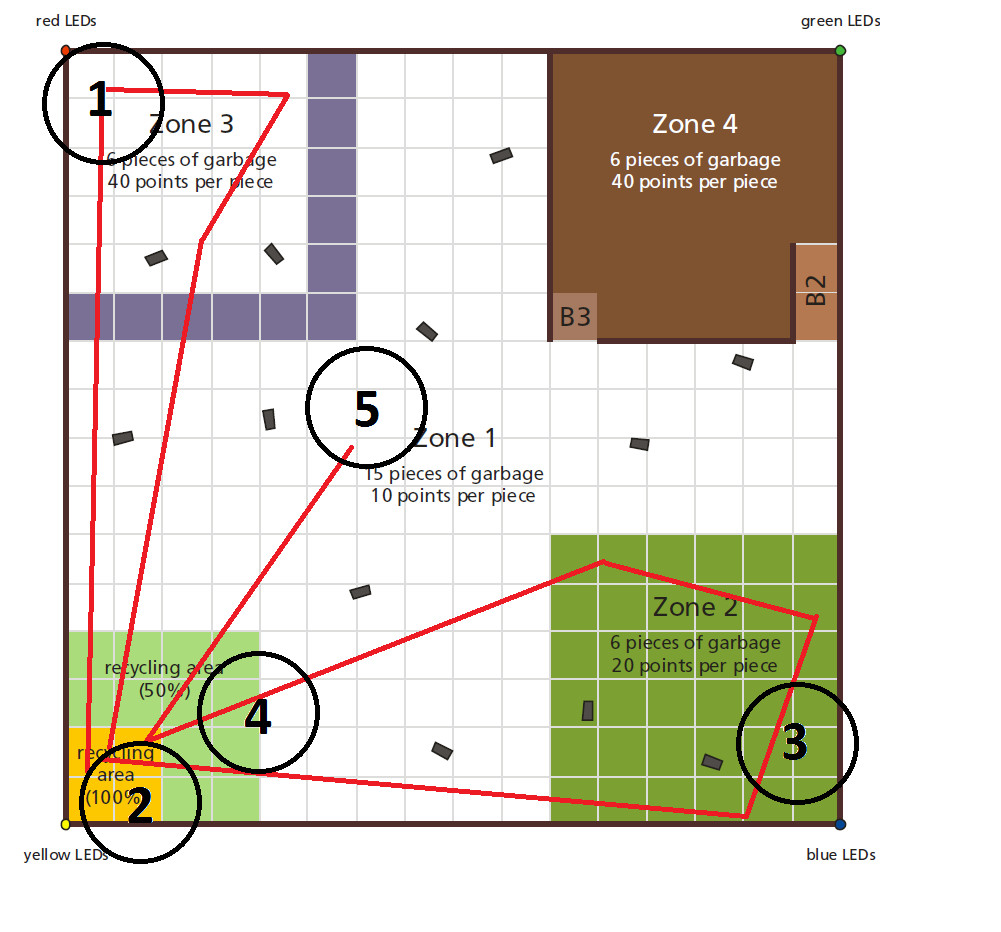 red LEDs
green LEDs
1
Zone 3
6 pieces of garbage
40 points per piece
Zone 4
6 pieces of garbage
40 points per piece
B2
B3
5
Zone 1
15 pieces of garbage
10 points per piece
Zone 2
6 pieces of garbage
20 points per piece
recycling area
(50%)
4
3
recycling
area
(100%)
2
yellow LEDs
blue LEDs